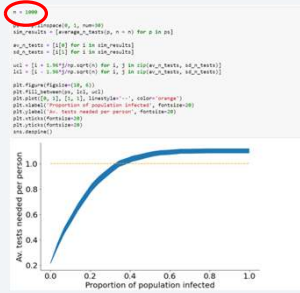 n = 1000
ps = np.linspace(0, 1, num=30)
sim_results = [average_n_tests(p, n = n) for p in ps]
av_n_tests = [i[0] for i in sim_results]
sd_n_tests = [i[1] for i in sim_results]
ucl = [i + 1.96*j/np.sqrt(n) for i, j in zip(av_n_tests, sd_n_tests)]
lcl = [i - 1.96*j/np.sqrt(n) for i, j in zip(av_n_tests, sd_n_tests)]
plt.figure(figsize=(10, 6))
plt.fill_between(ps, lcl, ucl)
plt.plot([0, 1], [1, 1], linestyle='--', color='orange')
plt.xlabel('Proportion of population infected', fontsize=20)
plt.ylabel('Av. tests needed per person', fontsize=20)
plt.xticks(fontsize=20)
plt.yticks(fontsize=20)
sns.despine()
Av. tests needed per person
1.0
0.8
0.6
0.4
0.2
0.0 0.2 0.4 0.6 0.8 1.0
Proportion of population infected